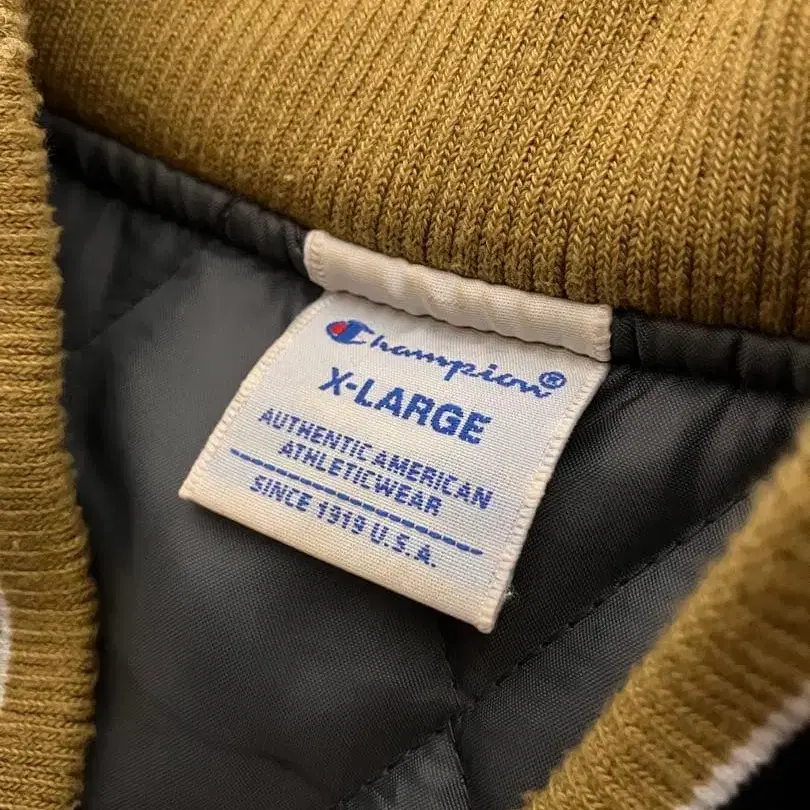 Champion®
X-LARGE
AUTHENTIC AMERICAN
ATHLETICWEAR
SINCE 1919 U.S.A.